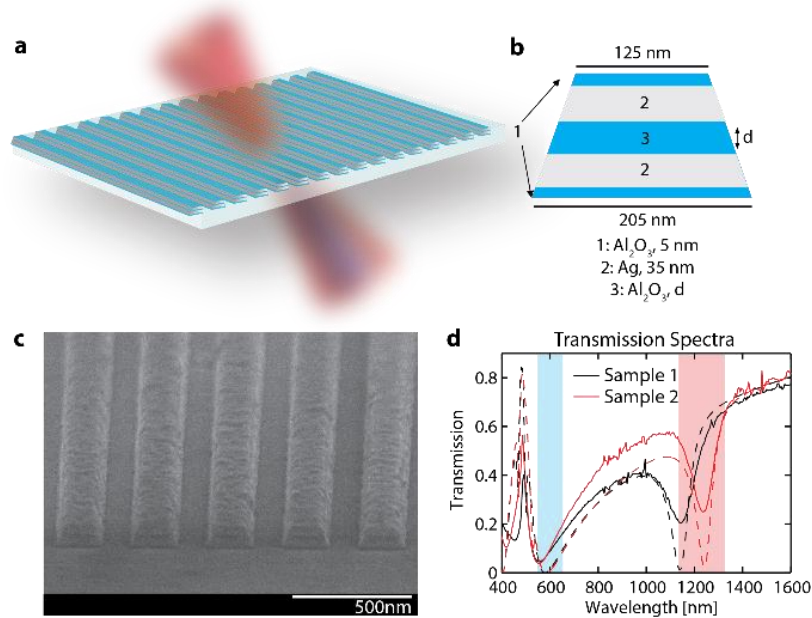 a
b
125 nm
2
1
3
d
2
205 nm
1: Al₂O₃, 5 nm
2: Ag, 35 nm
3: Al₂O₃, d
c
500nm
d
Transmission Spectra
Sample 1
Sample 2
Transmission
0.8
0.6
0.4
0.2
0
400 600 800 1000 1200 1400 1600
Wavelength [nm]